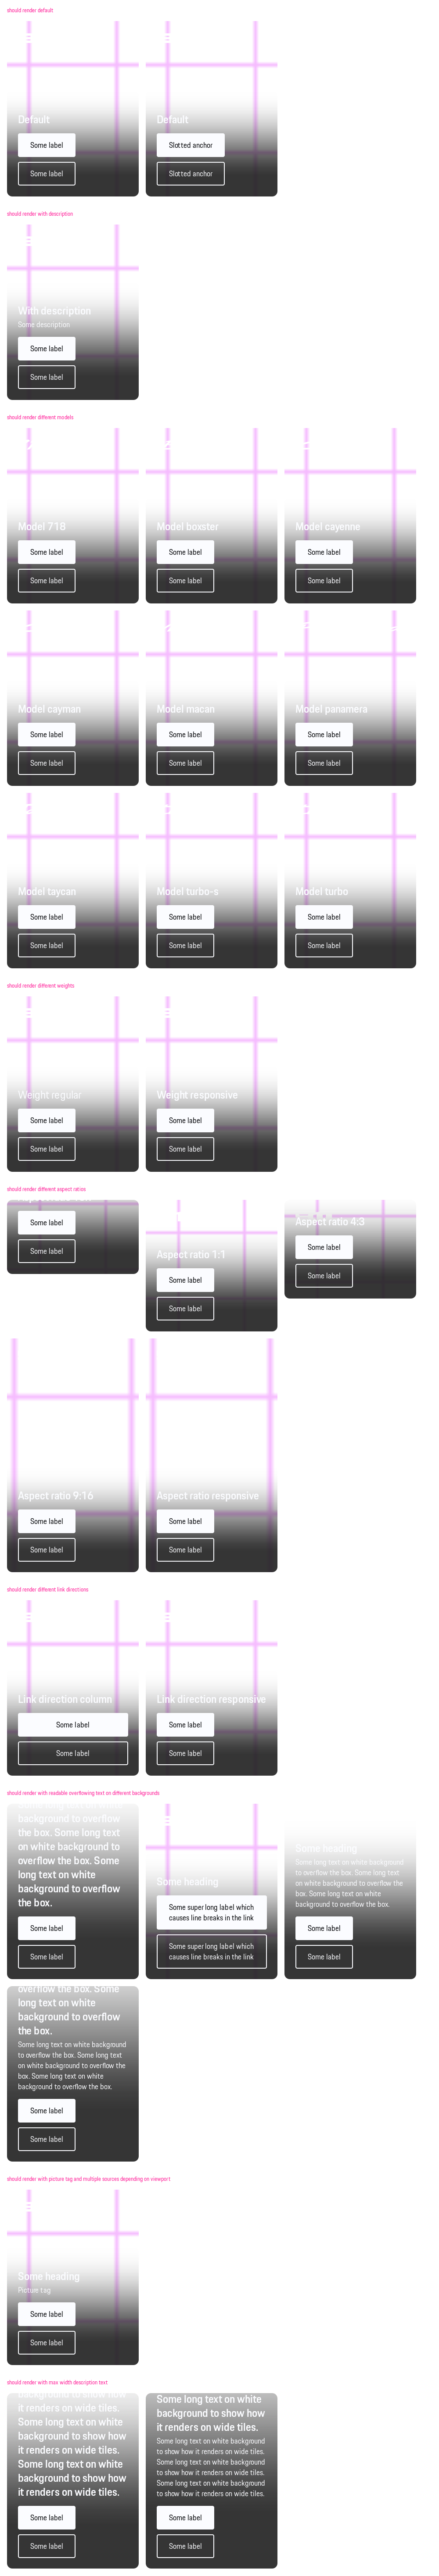 should render default
Default
Some label
Some label
Default
Slotted anchor
Slotted anchor
should render with description
With description
Some description
Some label
Some label
should render different models
Model 718
Some label
Some label
Model boxster
Some label
Some label
Model cayenne
Some label
Some label
Model cayman
Some label
Some label
Model macan
Some label
Some label
Model panamera
Some label
Some label
Model taycan
Some label
Some label
Model turbo-s
Some label
Some label
Model turbo
Some label
Some label
should render different weights
Weight regular
Some label
Some label
Weight responsive
Some label
Some label
should render different aspect ratios
Some label
Some label
Aspect ratio 1:1
Some label
Some label
Aspect ratio 4:3
Some label
Some label
Aspect ratio 9:16
Some label
Some label
Aspect ratio responsive
Some label
Some label
should render different link directions
Link direction column
Some label
Some label
Link direction responsive
Some label
Some label
should render with readable overflowing text on different backgrounds
background to overflow
the box. Some long text
on white background to
overflow the box. Some
long text on white
background to overflow
the box.
Some label
Some label
Some heading
Some super long label which
causes line breaks in the link
Some super long label which
causes line breaks in the link
Some heading
Some long text on white background
to overflow the box. Some long text
on white background to overflow the
box. Some long text on white
background to overflow the box.
Some label
Some label
overflow the box. Some
long text on white
background to overflow
the box.
Some long text on white background
to overflow the box. Some long text
on white background to overflow the
box. Some long text on white
background to overflow the box.
Some label
Some label
should render with picture tag and multiple sources depending on viewport
Some heading
Picture tag
Some label
Some label
should render with max width description text
background to show how
it renders on wide tiles.
Some long text on white
background to show how
it renders on wide tiles.
Some long text on white
background to show how
it renders on wide tiles.
Some label
Some label
Some long text on white
background to show how
it renders on wide tiles.
Some long text on white background
to show how it renders on wide tiles.
Some long text on white background
to show how it renders on wide tiles.
Some long text on white background
to show how it renders on wide tiles.
Some label
Some label